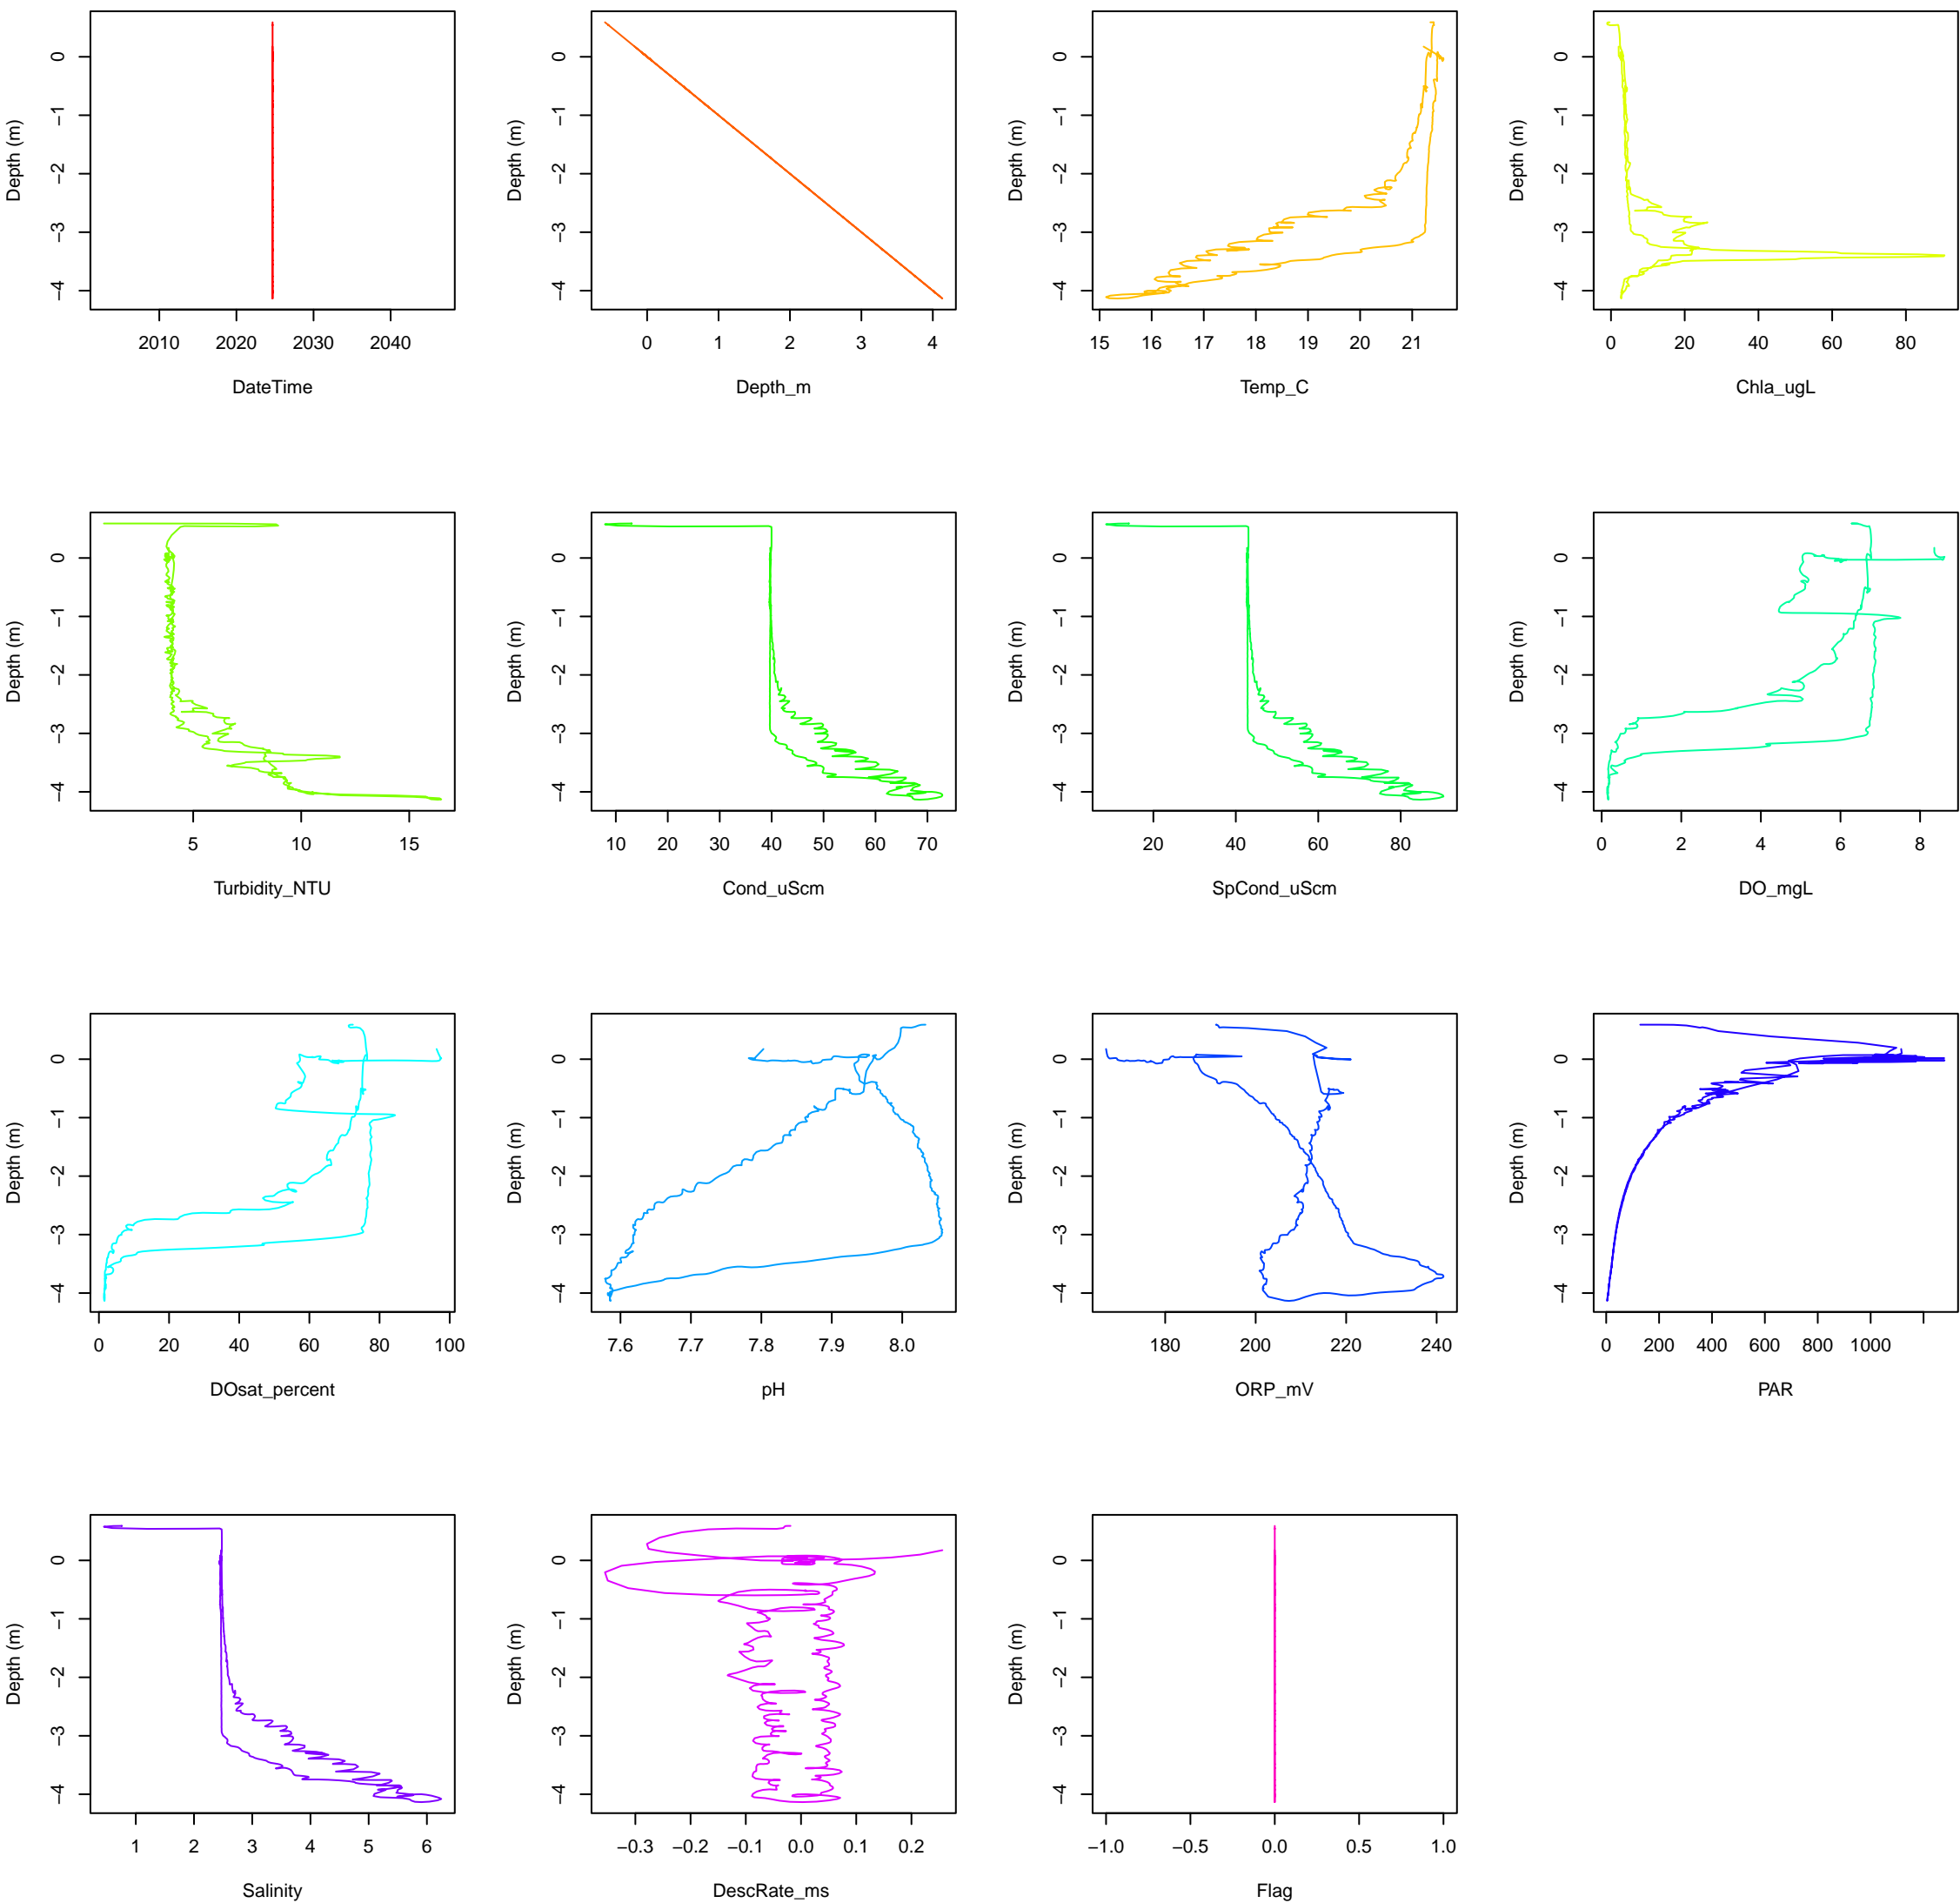 0 0 0 0
−1 −1 −1 −1
Depth (m) Depth (m) Depth (m) Depth (m)
−2 −2 −2 −2
−3 −3 −3 −3
−4 −4 −4 −4
2010 2020 2030 2040 0 1 2 3 4 15 16 17 18 19 20 21 0 20 40 60 80
DateTime Depth_m Temp_C Chla_ugL
0 0 0 0
−1 −1 −1 −1
Depth (m) Depth (m) Depth (m) Depth (m)
−2 −2 −2 −2
−3 −3 −3 −3
−4 −4 −4 −4
5 10 15 10 20 30 40 50 60 70 20 40 60 80 0 2 4 6 8
Turbidity_NTU Cond_uScm SpCond_uScm DO_mgL
0 0 0 0
−1 −1 −1 −1
Depth (m) Depth (m) Depth (m) Depth (m)
−2 −2 −2 −2
−3 −3 −3 −3
−4 −4 −4 −4
0 20 40 60 80 100 7.6 7.7 7.8 7.9 8.0 180 200 220 240 0 200 400 600 800 1000
DOsat_percent pH ORP_mV PAR
0 0 0
−1 −1 −1
Depth (m) Depth (m) Depth (m)
−2 −2 −2
−3 −3 −3
−4 −4 −4
1 2 3 4 5 6 −0.3 −0.2 −0.1 0.0 0.1 0.2 −1.0 −0.5 0.0 0.5 1.0
Salinity DescRate_ms Flag